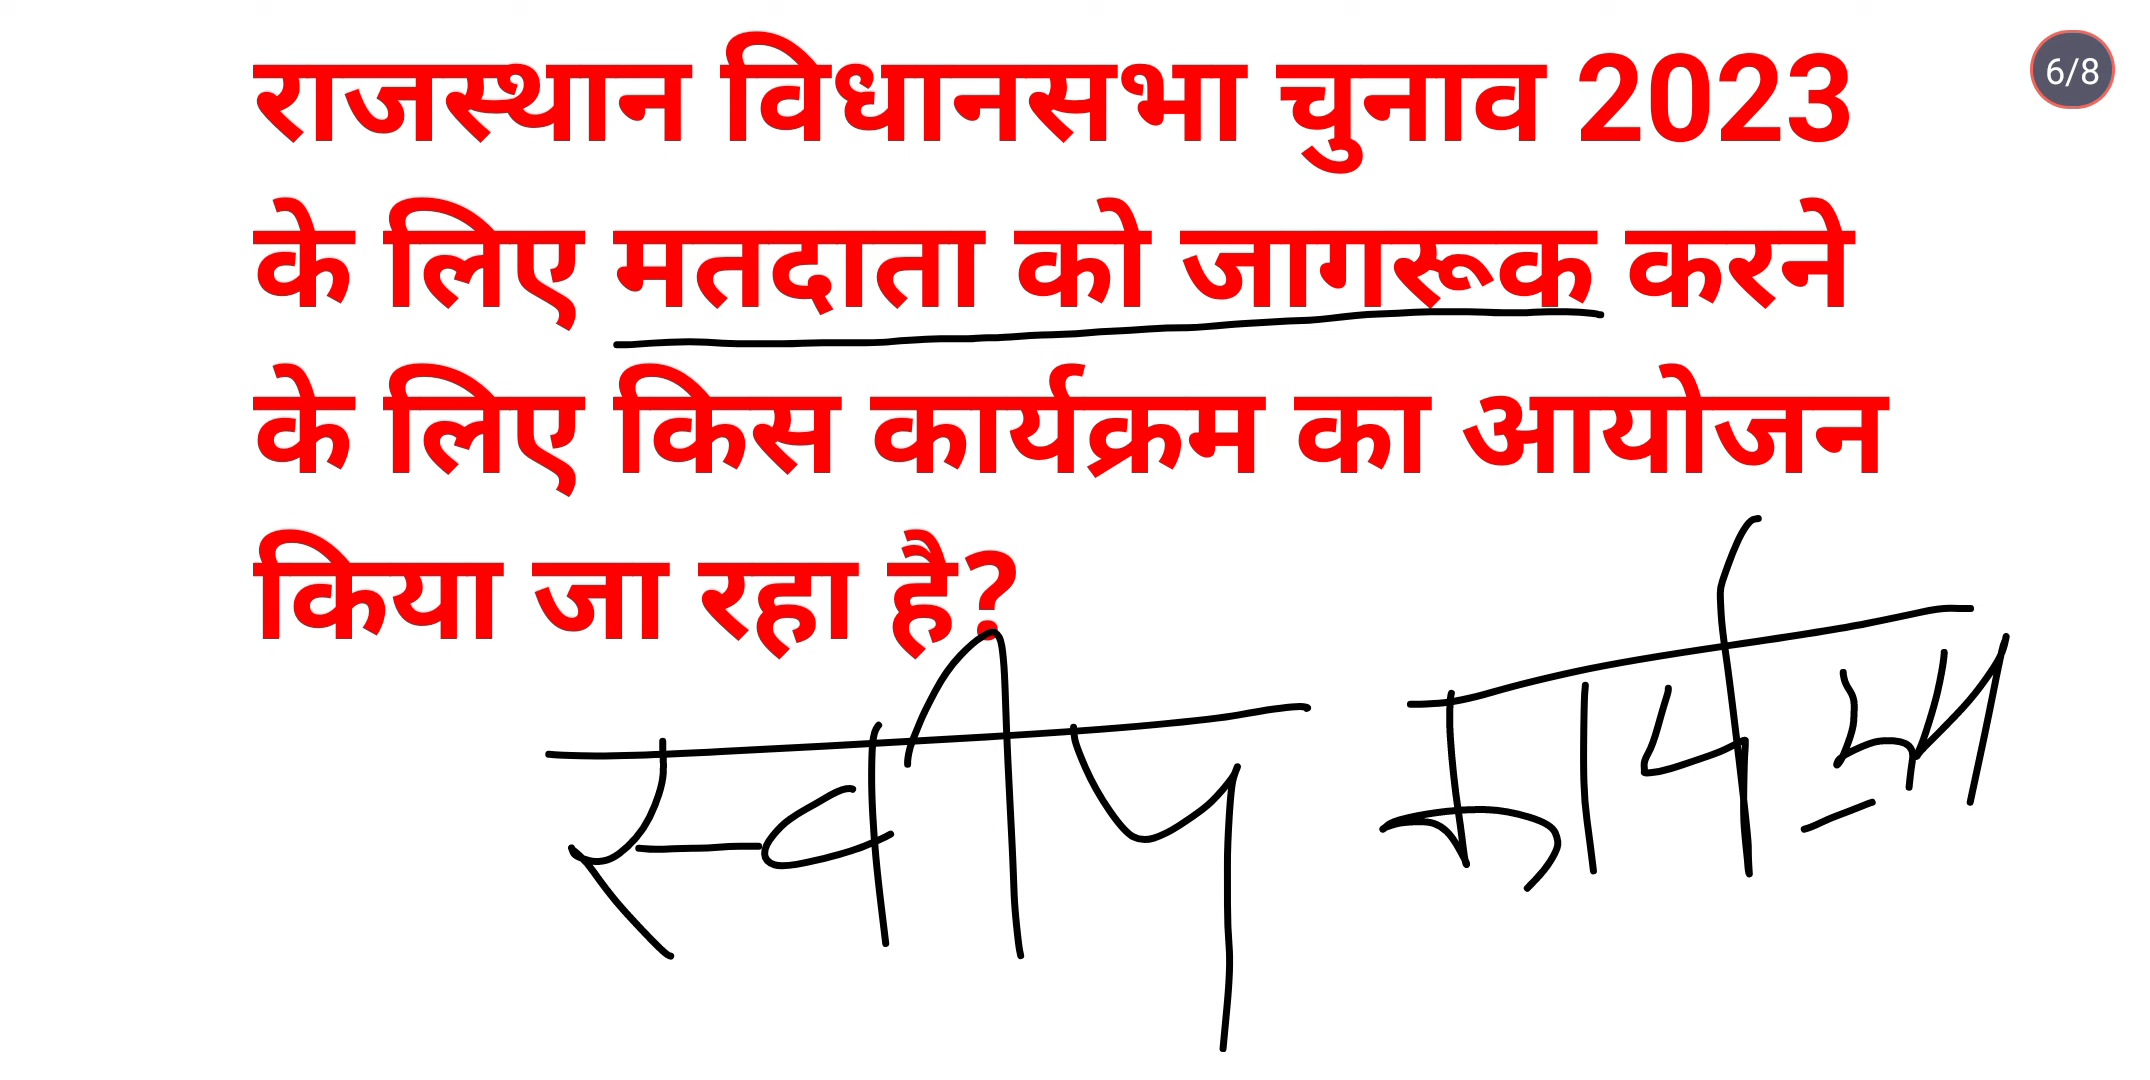 राजस्थान विधानसभा चुनाव 2023
6/8
के लिए मतदाता को जागरूक करने
के लिए किस कार्यक्रम का आयोजन
किया जा रहा है?
स्वीप कार्यक्रम